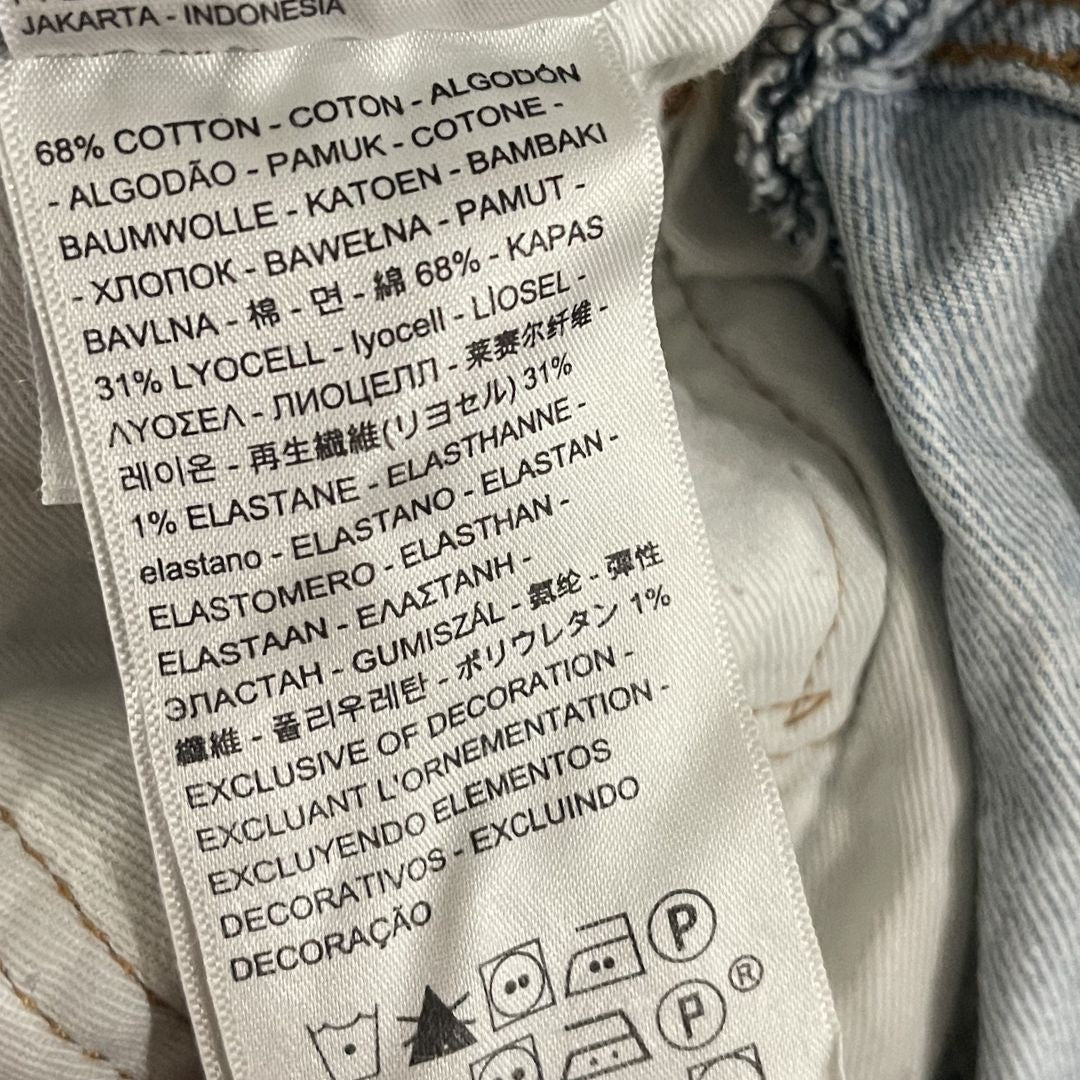 JAKARTA - INDONESIA
68% COTTON - COTON - ALGODÓN
- ALGODÃO - PAMUK - COTONE -
BAUMWOLLE - KATOEN - BAMBAKI
- ХЛОПОК - BAWEŁNA - PAMUT -
BAVLNA - 棉 - 면 - 綿 68% - KAPAS
31% LYOCELL - lyocell - LİOSEL -
ΛΥΟΣΕΛ - ЛИОЦЕЛЛ - 莱赛尔纤维 -
레이온 - 再生繊維(リヨセル) 31%
1% ELASTANE - ELASTHANNE -
elastano - ELASTANO - ELASTAN -
ELASTOMERO - ELASTHAN -
ELASTAAN - ΕΛΑΣΤΑΝΗ -
ЭЛАСТАН - GUMISZÁL - 氨纶 - 彈性
纖維 - 폴리우레탄 - ポリウレタン 1%
EXCLUSIVE OF DECORATION -
EXCLUANT L'ORNEMENTATION -
EXCLUYENDO ELEMENTOS
DECORATIVOS - EXCLUINDO
DECORAÇÃO
P
P ®